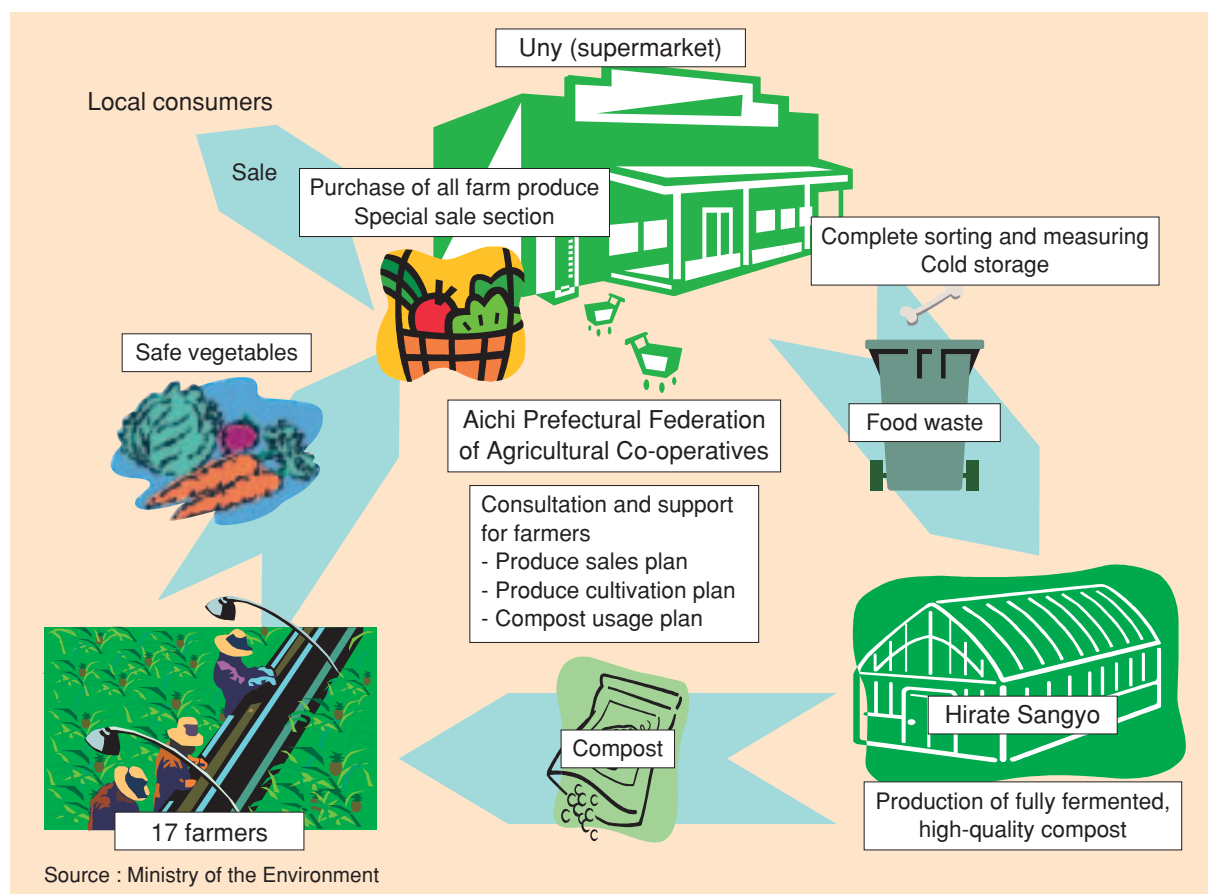 Uny (supermarket)
Local consumers
Sale
Purchase of all farm produce
Special sale section
Complete sorting and measuring
Cold storage
Safe vegetables
Food waste
Aichi Prefectural Federation
of Agricultural Co-operatives
Consultation and support
for farmers
- Produce sales plan
- Produce cultivation plan
- Compost usage plan
Hirate Sangyo
Compost
Production of fully fermented,
high-quality compost
17 farmers
Source : Ministry of the Environment